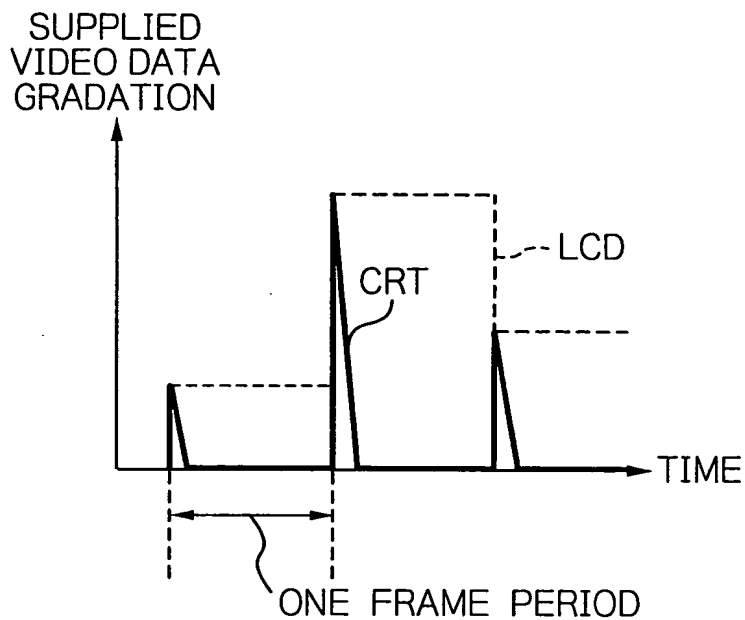 SUPPLIED
VIDEO DATA
GRADATION
LCD
CRT
TIME
ONE FRAME PERIOD